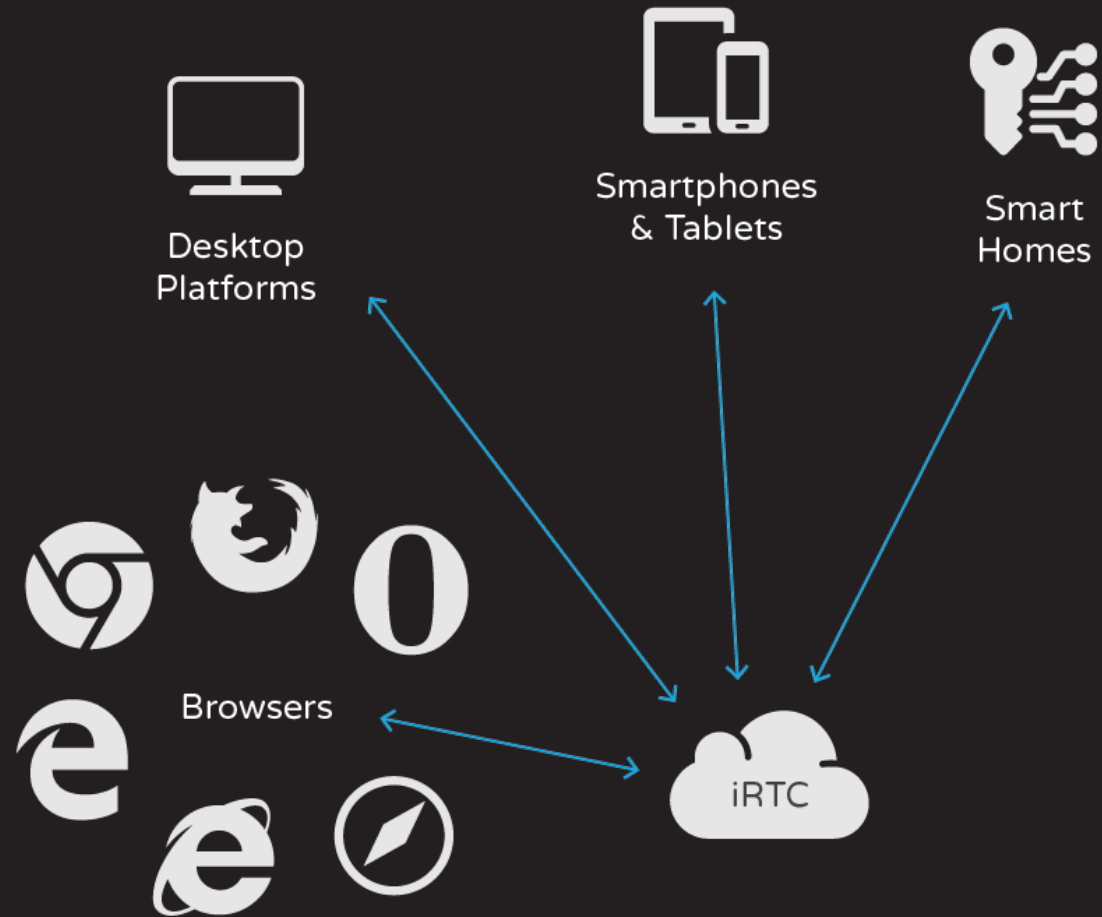 Desktop
Platforms
Smartphones
& Tablets
Smart
Homes
Browsers
iRTC